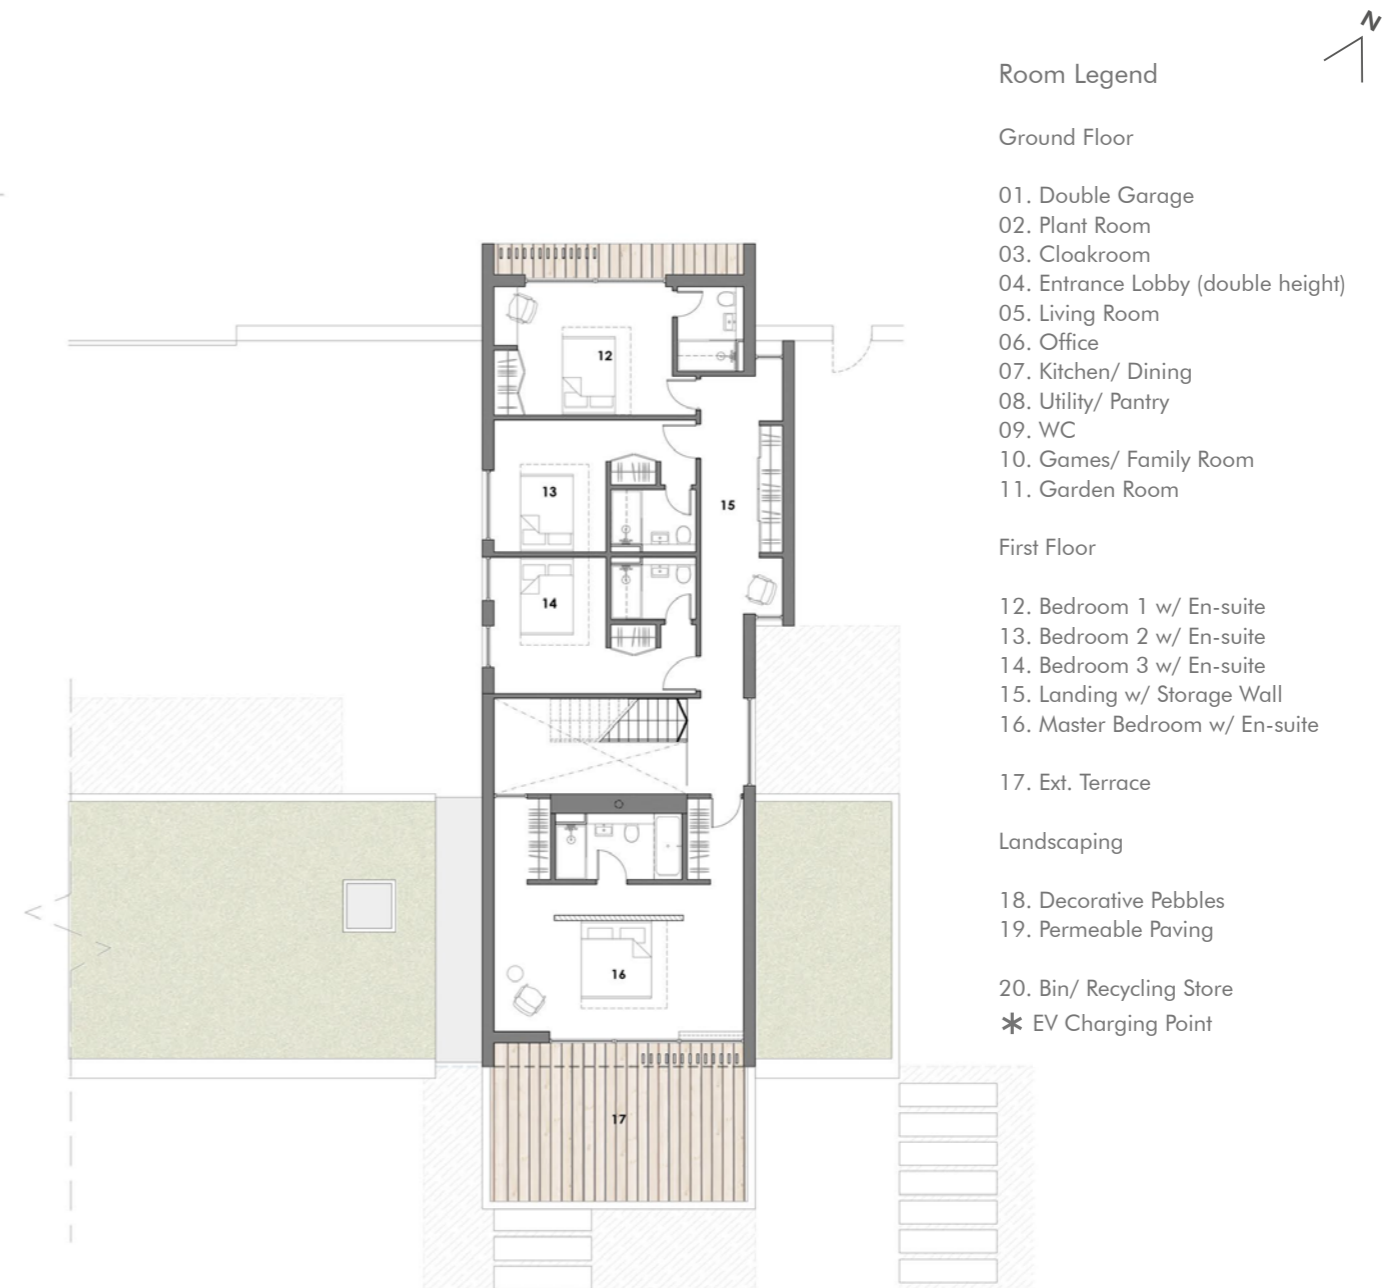 N
Room Legend
Ground Floor
01. Double Garage
02. Plant Room
03. Cloakroom
04. Entrance Lobby (double height)
05. Living Room
06. Office
07. Kitchen/ Dining
08. Utility/ Pantry
09. WC
10. Games/ Family Room
11. Garden Room
First Floor
12. Bedroom 1 w/ En-suite
13. Bedroom 2 w/ En-suite
14. Bedroom 3 w/ En-suite
15. Landing w/ Storage Wall
16. Master Bedroom w/ En-suite
17. Ext. Terrace
Landscaping
18. Decorative Pebbles
19. Permeable Paving
20. Bin/ Recycling Store
* EV Charging Point
12
13
15
14
16
17